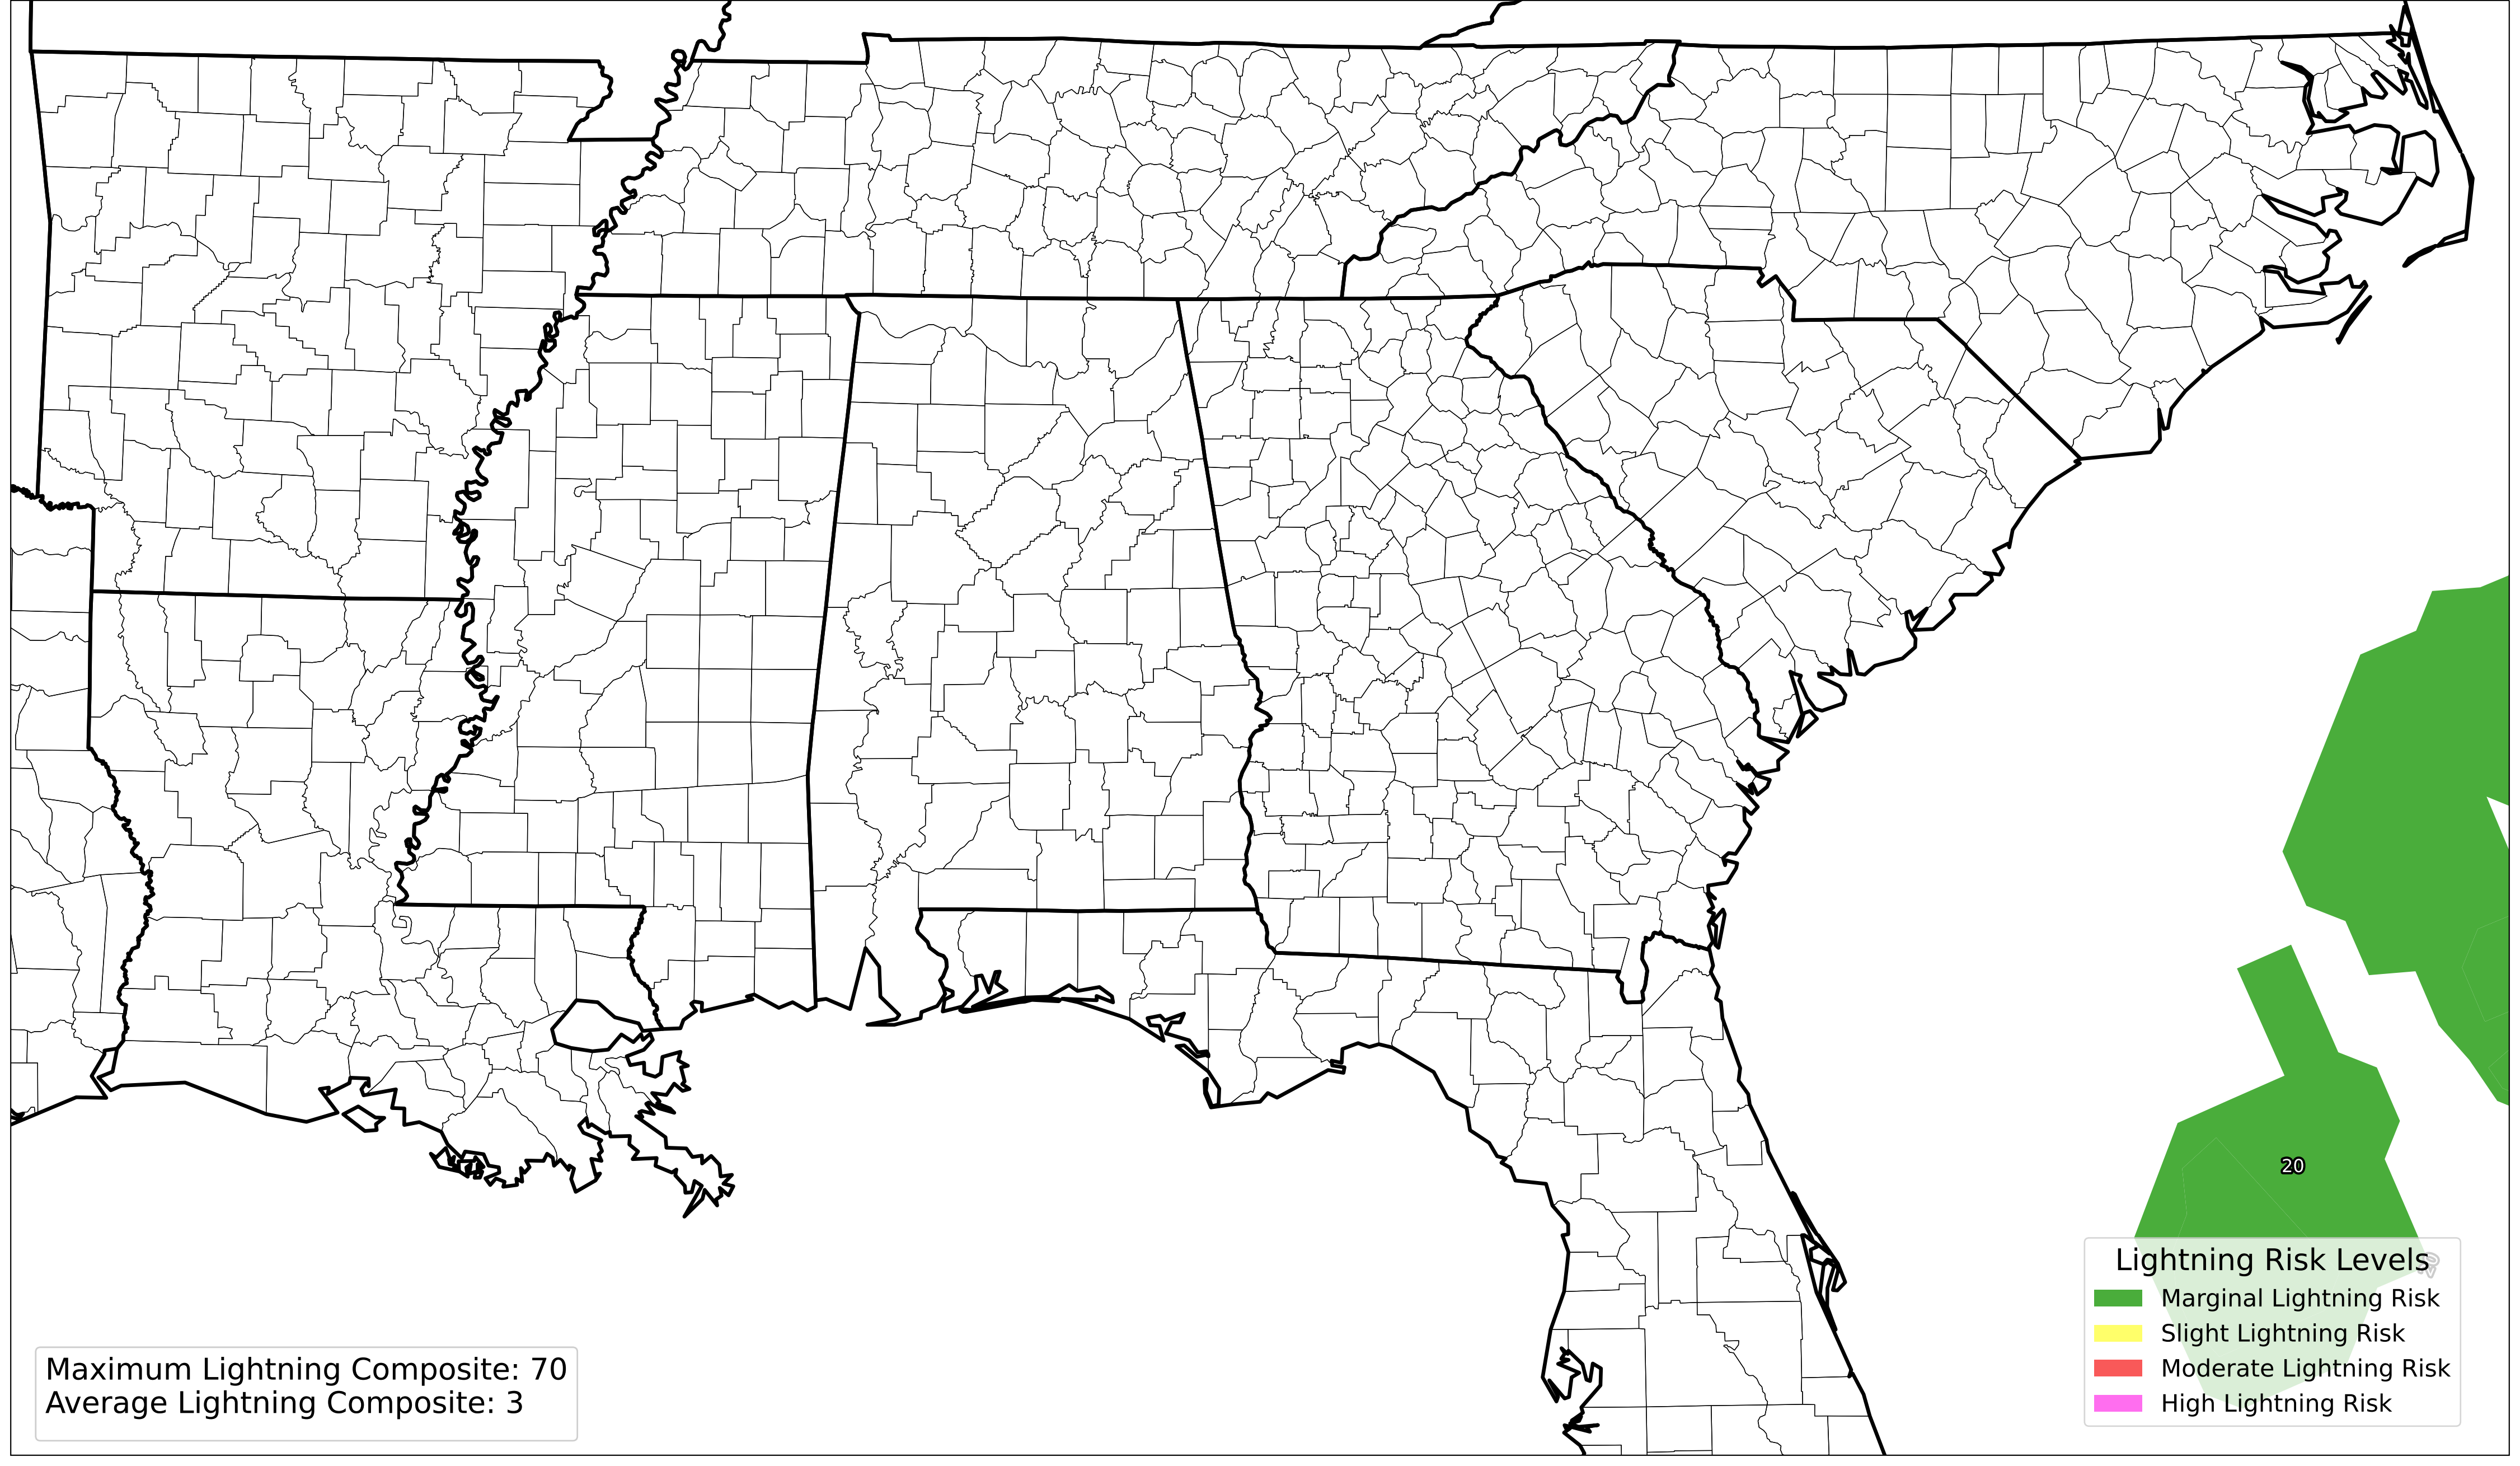 20
Lightning Risk Levels
Marginal Lightning Risk
Slight Lightning Risk
Moderate Lightning Risk
High Lightning Risk
Maximum Lightning Composite: 70
Average Lightning Composite: 3